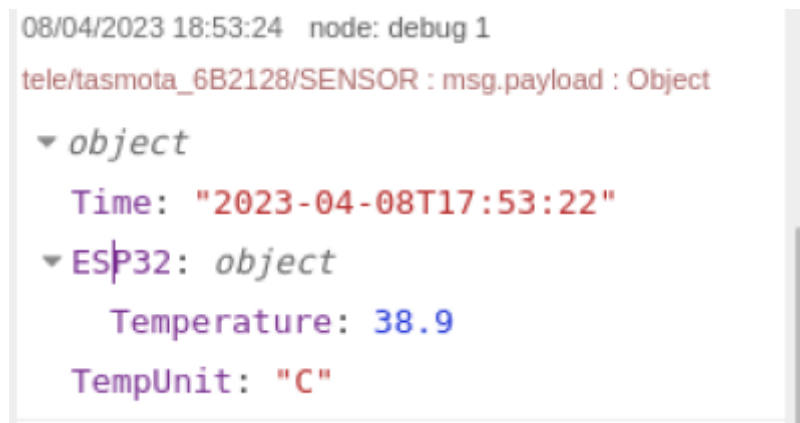 08/04/2023 18:53:24 node: debug 1
tele/tasmota_6B2128/SENSOR : msg.payload : Object
object
Time: "2023-04-08T17:53:22"
ESP32: object
Temperature: 38.9
TempUnit: "C"